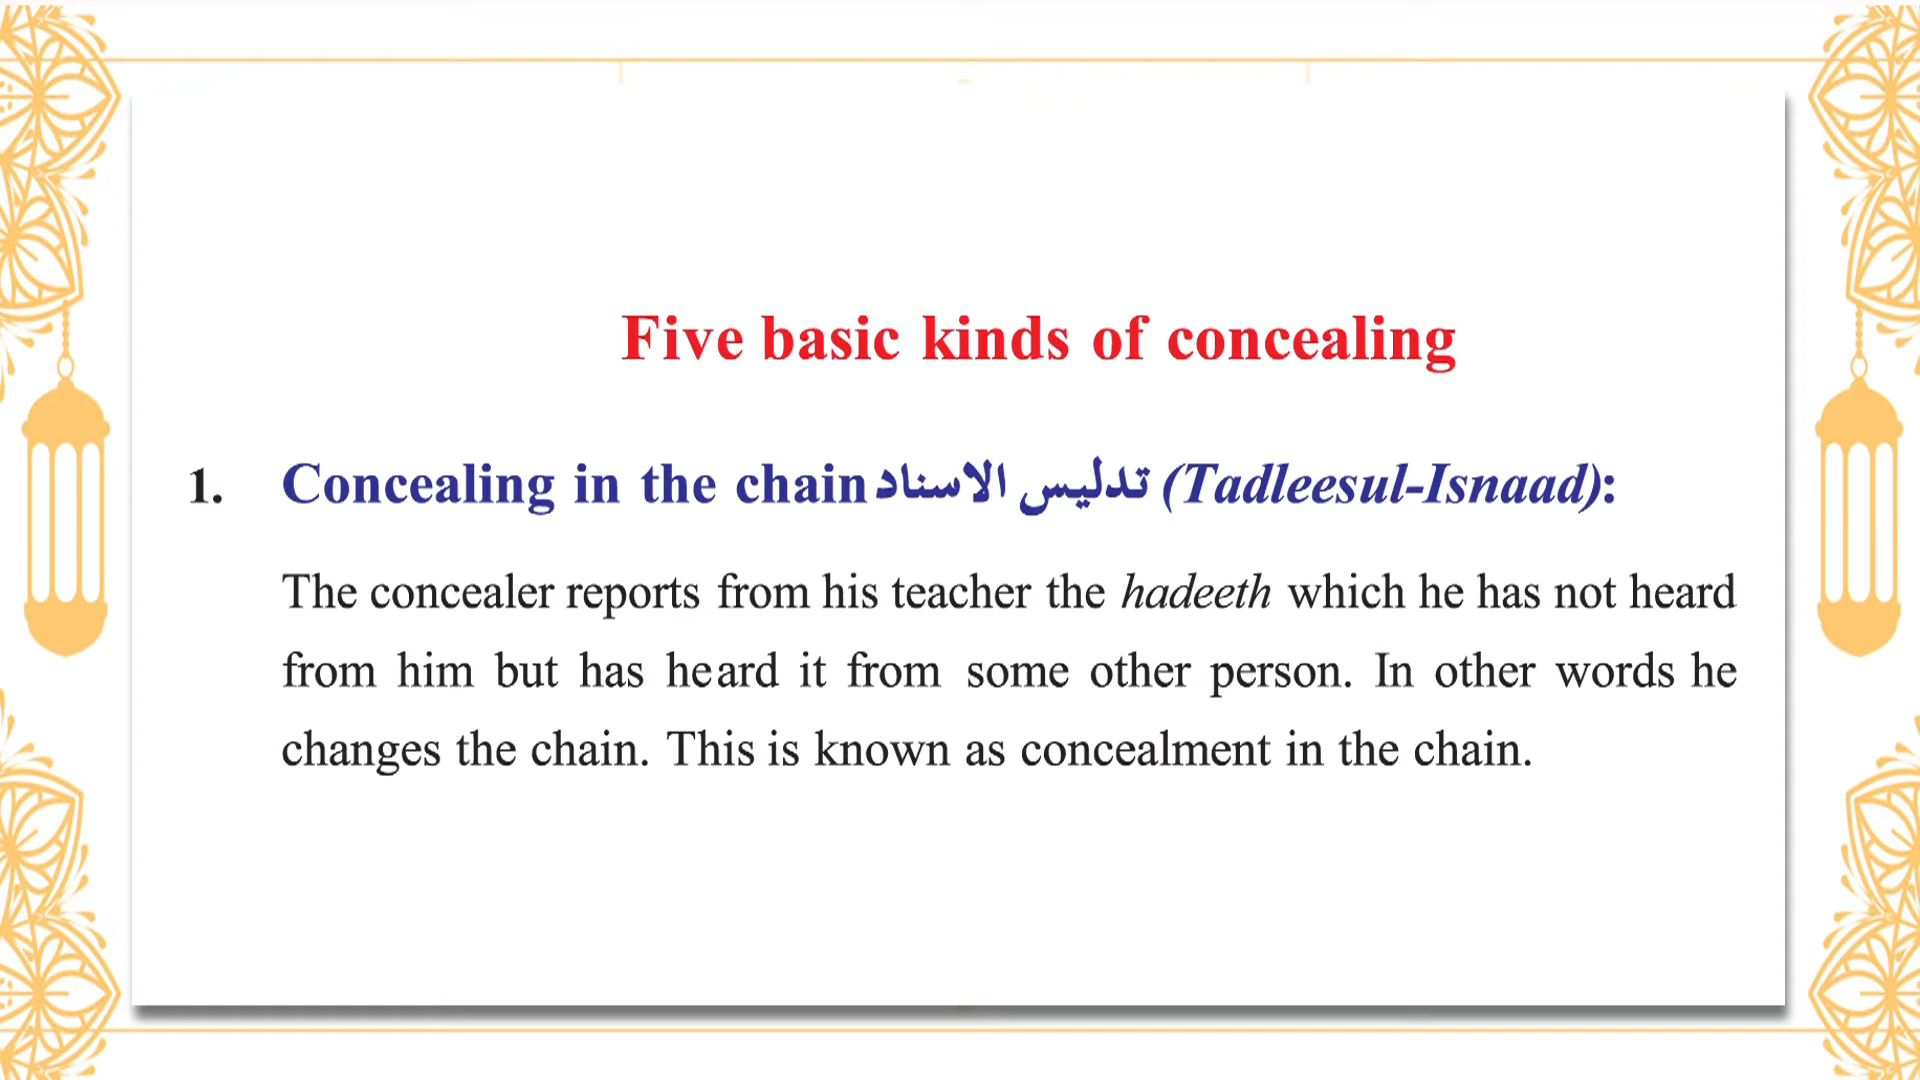 Five basic kinds of concealing
1. Concealing in the chain تدليس الاسناد (Tadleesul-Isnaad):
The concealer reports from his teacher the hadeeth which he has not heard
from him but has heard it from some other person. In other words he
changes the chain. This is known as concealment in the chain.